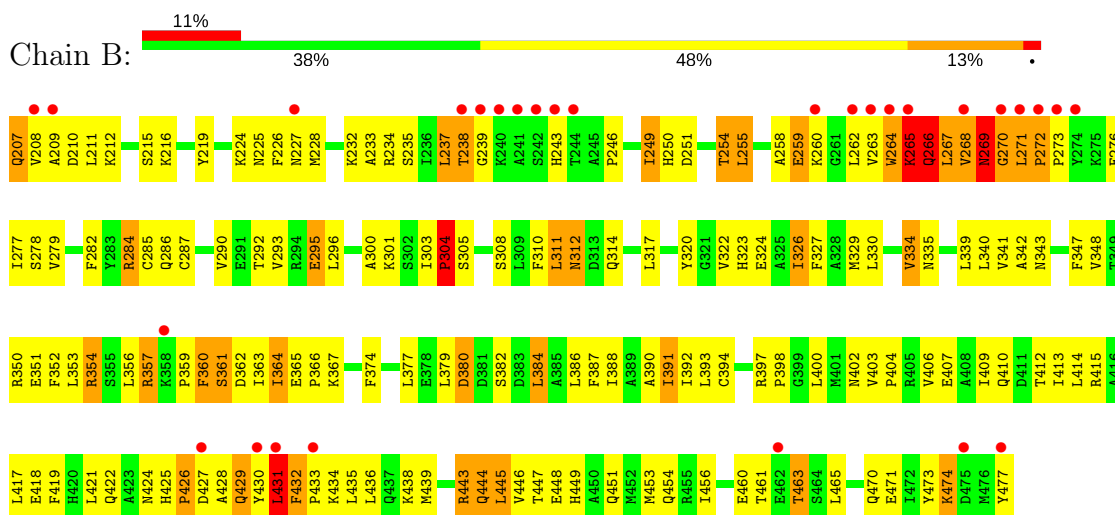 11%
Chain B:
38% 48% 13% •
Q207 V208 A209 D210 L211 K212 S215 K216 Y219 K224 N225 F226 N227 M228 K232 A233 R234 S235 I236 L237 T238 G239 K240 A241 S242 H243 T244 A245 P246 I249 H250 D251 T254 L255 A258 E259 K260 G261 L262 V263 W264 K265 Q266 L267 V268 N269 G270 L271 P272 P273 Y274 K275
I277 S278 V279 F282 Y283 R284 C285 Q286 C287 V290 E291 T292 V293 R294 E295 L296 A300 K301 S302 I303 P304 S305 S308 L309 F310 L311 N312 D313 Q314 L317 Y320 G321 V322 H323 E324 A325 I326 F327 A328 M329 L330 V334 N335 L339 L340 V341 A342 N343 F347 V348
R350 E351 F352 L353 R354 S355 L356 R357 K358 P359 F360 S361 D362 I363 I364 E365 P366 K367 F374 L377 E378 L379 D380 D381 S382 D383 L384 A385 L386 F387 I388 A389 A390 I391 I392 L393 C394 R397 P398 G399 L400 M401 N402 V403 P404 R405 V406 E407 A408 I409 Q410 D411 T412 I413 L414 R415
L417 E418 F419 H420 L421 Q422 A423 N424 H425 P426 D427 A428 Q429 Y430 L431 F432 P433 K434 L435 L436 Q437 K438 M439 R443 Q444 L445 V446 T447 E448 H449 A450 Q451 M452 M453 Q454 R455 I456 E460 T461 E462 T463 S464 L465 Q470 E471 I472 Y473 K474 D475 M476 Y477